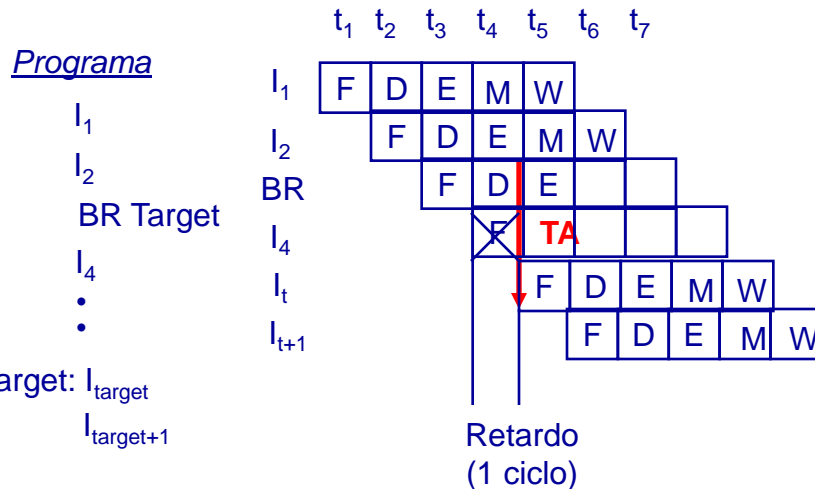 t1 t2 t3 t4 t5 t6 t7
Programa
I1
I2
BR Target
I4
•
•
arget: Itarget
Itarget+1
I1 F D E M W
I2 F D E M W
BR F D E
I4 F TA
It F D E M W
It+1 F D E M W
Retardo
(1 ciclo)